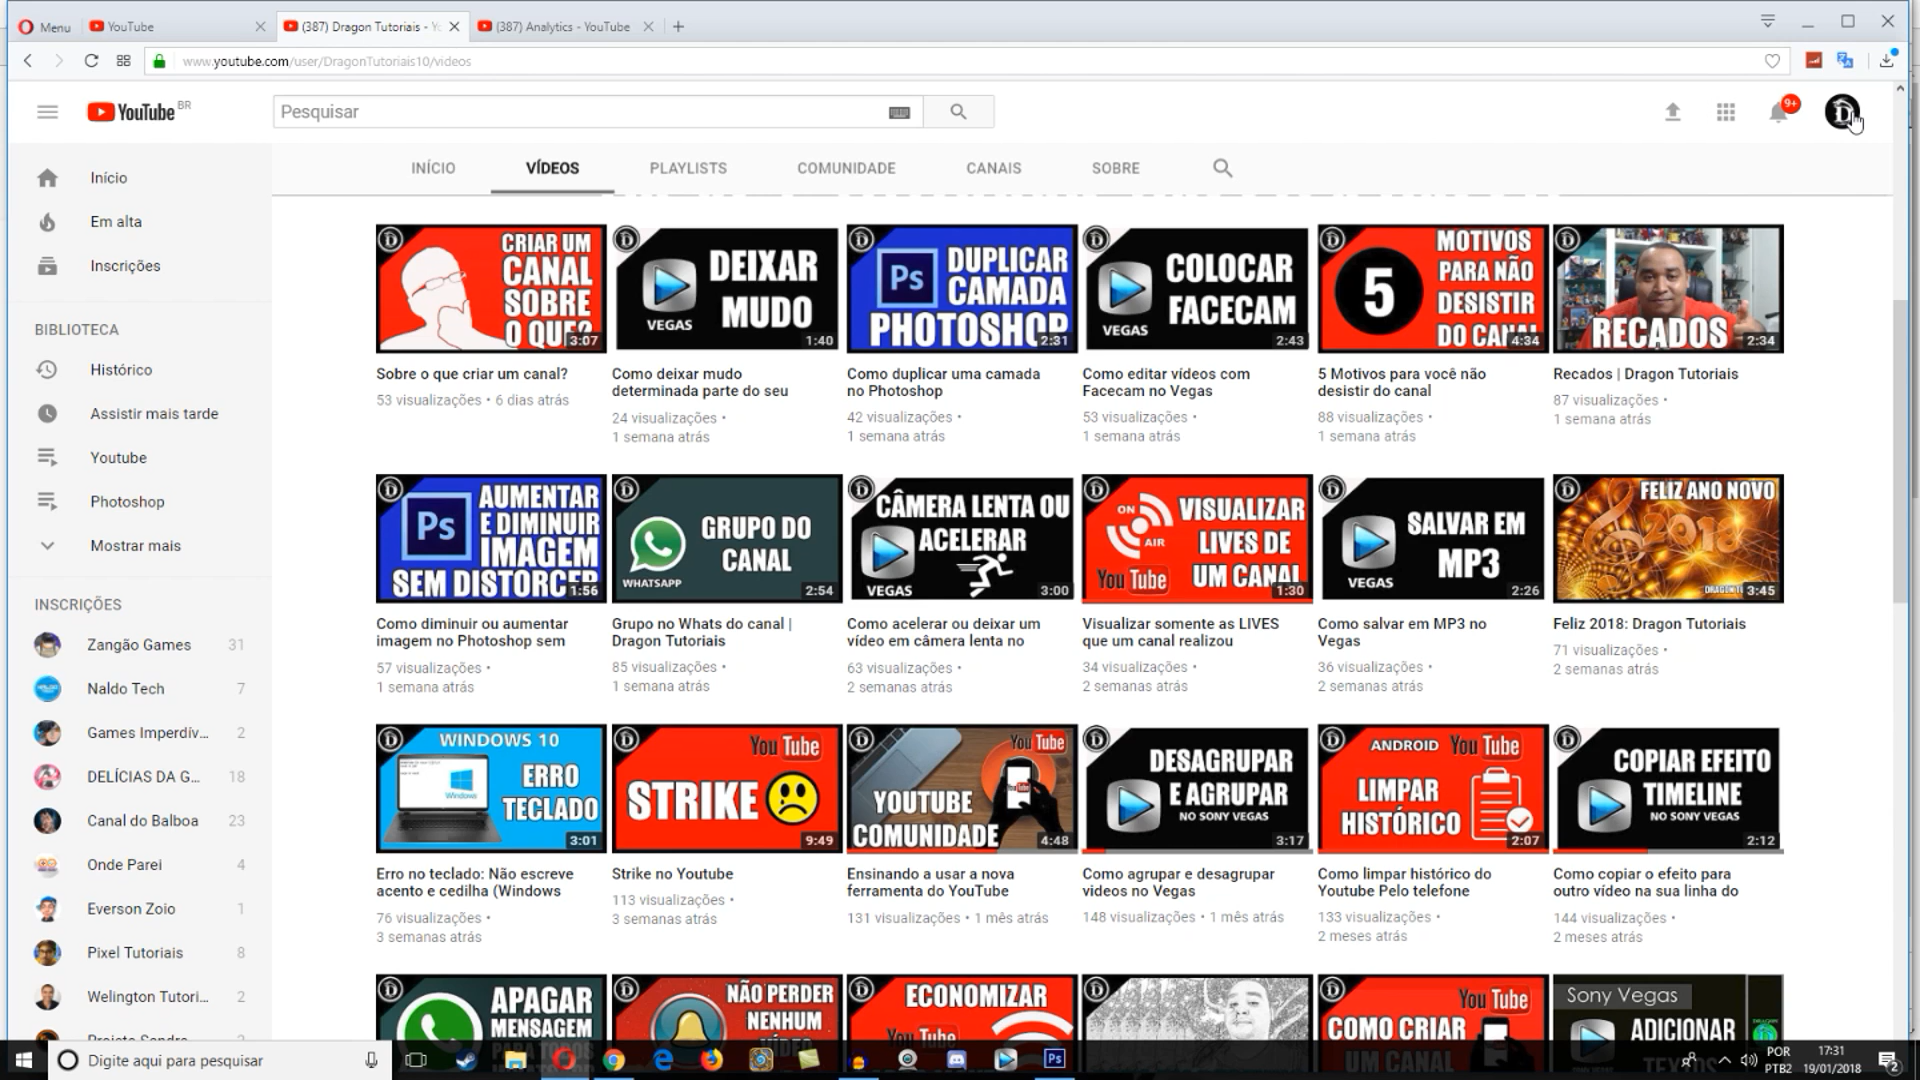 Menu
YouTube
(387) Dragon Tutoriais - Y
(387) Analytics - YouTube
www.youtube.com/user/DragonTutoriais10/videos
YouTube BR
Pesquisar
9+
INÍCIO
VÍDEOS
PLAYLISTS
COMUNIDADE
CANAIS
SOBRE
Início
Em alta
Inscrições
BIBLIOTECA
Histórico
Assistir mais tarde
Youtube
Photoshop
Mostrar mais
INSCRIÇÕES
Zangão Games 31
Naldo Tech 7
Games Imperdív... 2
DELÍCIAS DA G... 18
Canal do Balboa 23
Onde Parei 4
Everson Zoio 1
Pixel Tutoriais 8
Welington Tutori... 2
CRIAR UM
CANAL
SOBRE
O QUE?
3:07
Sobre o que criar um canal?
53 visualizações • 6 dias atrás
DEIXAR
MUDO
VEGAS
1:40
Como deixar mudo
determinada parte do seu
24 visualizações •
1 semana atrás
Ps
DUPLICAR
CAMADA
PHOTOSHOP
2:31
Como duplicar uma camada
no Photoshop
42 visualizações •
1 semana atrás
COLOCAR
FACECAM
VEGAS
2:43
Como editar vídeos com
Facecam no Vegas
53 visualizações •
1 semana atrás
5
MOTIVOS
PARA NÃO
DESISTIR
DO CANAL
4:34
5 Motivos para você não
desistir do canal
88 visualizações •
1 semana atrás
RECADOS
2:34
Recados | Dragon Tutoriais
87 visualizações •
1 semana atrás
Ps
AUMENTAR
E DIMINUIR
IMAGEM
SEM DISTORCER
1:56
Como diminuir ou aumentar
imagem no Photoshop sem
57 visualizações •
1 semana atrás
GRUPO DO
CANAL
WHATSAPP
2:54
Grupo no Whats do canal |
Dragon Tutoriais
85 visualizações •
1 semana atrás
CÂMERA LENTA OU
ACELERAR
VEGAS
3:00
Como acelerar ou deixar um
vídeo em câmera lenta no
63 visualizações •
2 semanas atrás
ON
AIR
YouTube
VISUALIZAR
LIVES DE
UM CANAL
1:30
Visualizar somente as LIVES
que um canal realizou
34 visualizações •
2 semanas atrás
SALVAR EM
MP3
VEGAS
2:26
Como salvar em MP3 no
Vegas
36 visualizações •
2 semanas atrás
FELIZ ANO NOVO
2018
3:45
Feliz 2018: Dragon Tutoriais
71 visualizações •
2 semanas atrás
WINDOWS 10
Windows
ERRO
TECLADO
3:01
Erro no teclado: Não escreve
acento e cedilha (Windows
76 visualizações •
3 semanas atrás
YouTube
STRIKE
9:49
Strike no Youtube
113 visualizações •
3 semanas atrás
YouTube
YOUTUBE
COMUNIDADE
4:48
Ensinando a usar a nova
ferramenta do YouTube
131 visualizações • 1 mês atrás
DESAGRUPAR
E AGRUPAR
NO SONY VEGAS
3:17
Como agrupar e desagrupar
videos no Vegas
148 visualizações • 1 mês atrás
ANDROID YouTube
LIMPAR
HISTÓRICO
2:07
Como limpar histórico do
Youtube Pelo telefone
133 visualizações •
2 meses atrás
COPIAR EFEITO
TIMELINE
NO SONY VEGAS
2:12
Como copiar o efeito para
outro vídeo na sua linha do
144 visualizações •
2 meses atrás
APAGAR
MENSAGEM
NÃO PERDER
NENHUM
ECONOMIZAR
YouTube
YouTube
COMO CRIAR
UM CANAL
Sony Vegas
ADICIONAR
Digite aqui para pesquisar
Ps
POR
PTB2
17:31
19/01/2018
2